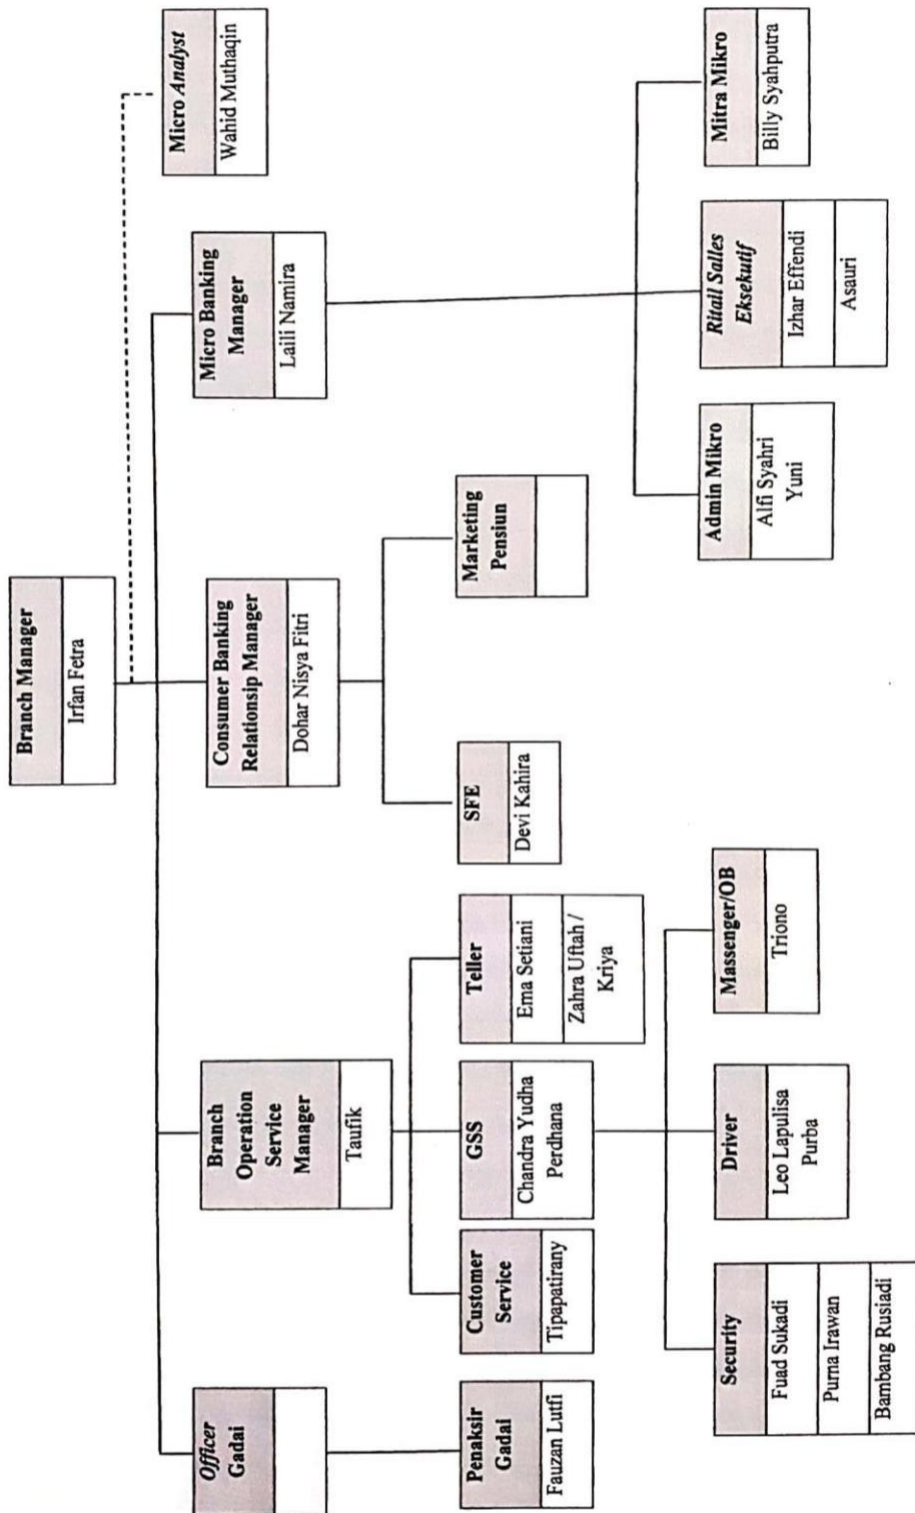 Branch Manager
Irfan Fetra
Micro Analyst
Wahid Muthaqin
Officer
Gadai
Branch
Operation
Service
Manager
Taufik
Consumer Banking
Relationsip Manager
Dohar Nisya Fitri
Micro Banking
Manager
Laili Namira
Penaksir
Gadai
Fauzan Lutfi
Customer
Service
Tipapatirany
GSS
Chandra Yudha
Perdhana
Teller
Ema Setiani
Zahra Uftah /
Kriya
SFE
Devi Kahira
Marketing
Pensiun
Security
Fuad Sukadi
Purna Irawan
Bambang Rusiadi
Driver
Leo Lapulisa
Purba
Massenger/OB
Triono
Admin Mikro
Alfi Syahri
Yuni
Ritail Salles
Eksekutif
Izhar Effendi
Asauri
Mitra Mikro
Billy Syahputra